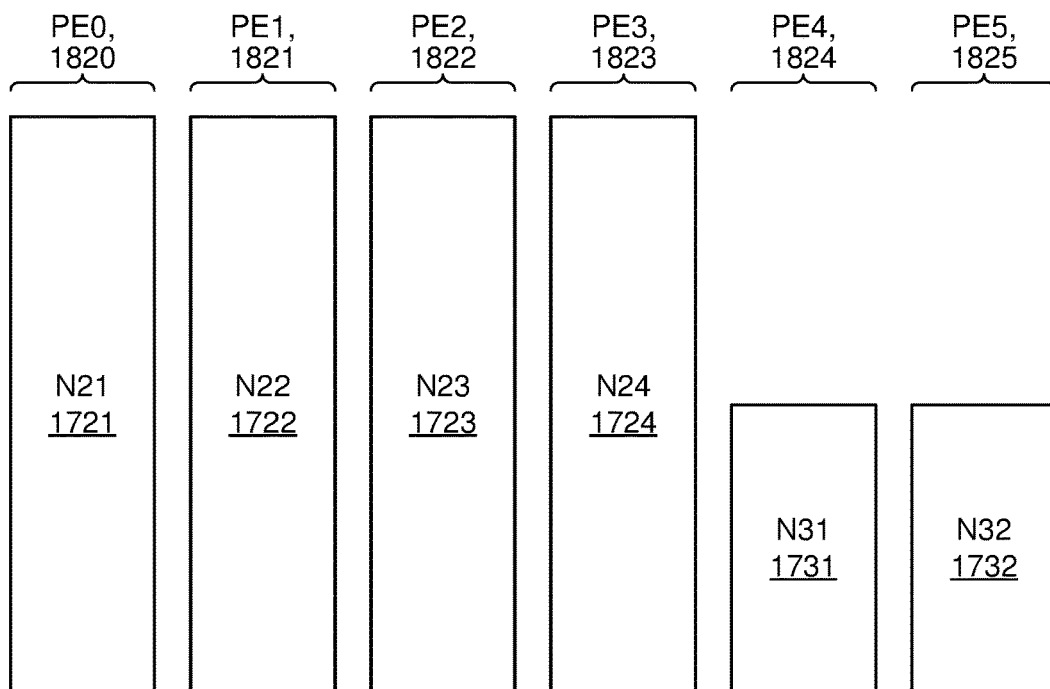 PE0,
1820
PE1,
1821
PE2,
1822
PE3,
1823
PE4,
1824
PE5,
1825
N21
1721
N22
1722
N23
1723
N24
1724
N31
1731
N32
1732